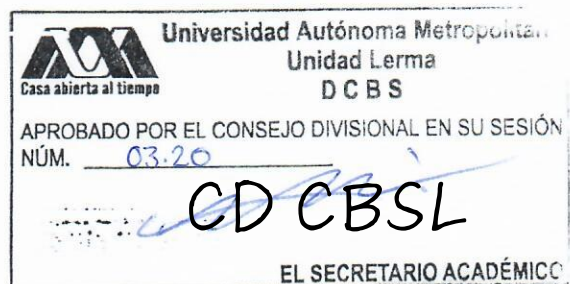 Universidad Autónoma Metropolitana
Unidad Lerma
DCBS
Casa abierta al tiempo
APROBADO POR EL CONSEJO DIVISIONAL EN SU SESIÓN
NÚM. 03.20
CD CBSL
EL SECRETARIO ACADÉMICO